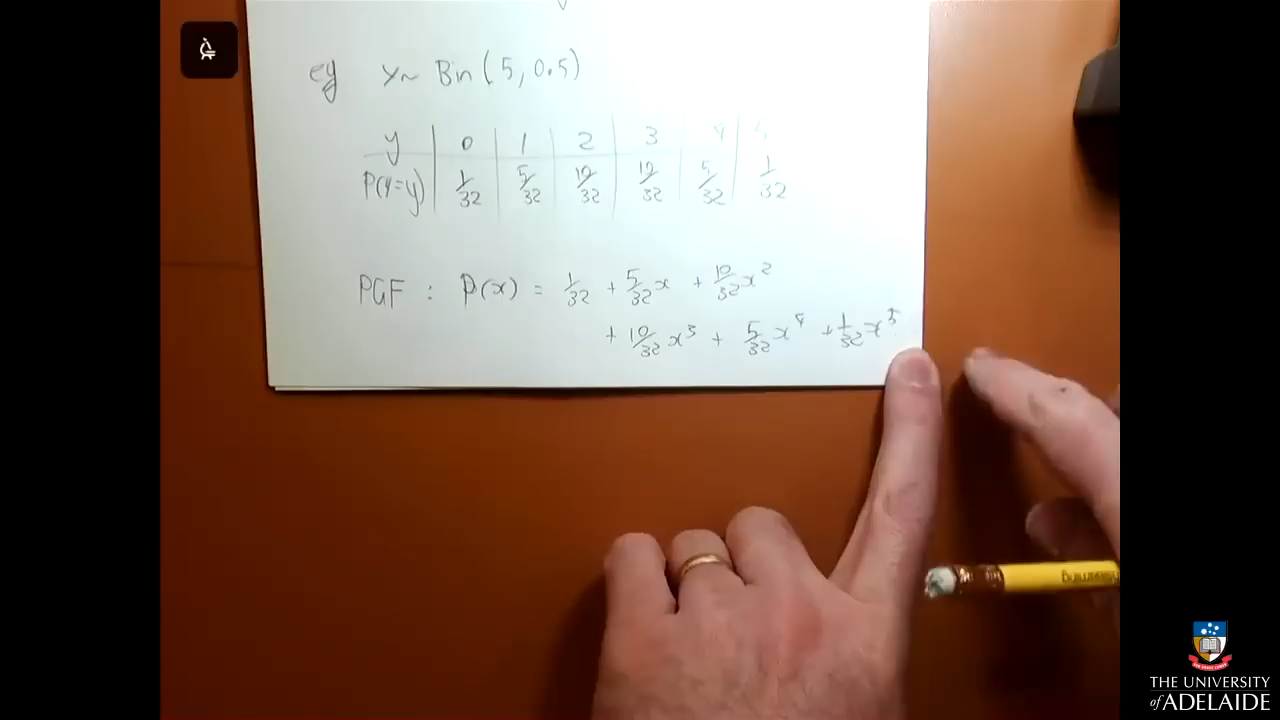 eg Y~ Bin(5, 0.5)
y 0 1 2 3 4 5
P(Y=y) 1/32 5/32 10/32 10/32 5/32 1/32
PGF : P(x) = 1/32 + 5/32 x + 10/32 x²
+ 10/32 x³ + 5/32 x⁴ + 1/32 x⁵
THE UNIVERSITY
of ADELAIDE